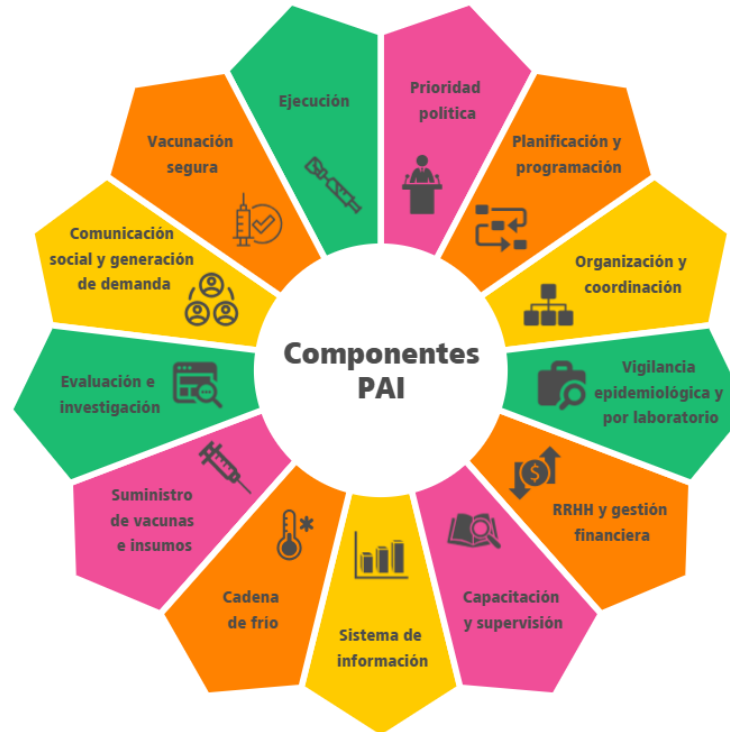 Componentes
PAI
Prioridad
política
Planificación y
programación
Organización y
coordinación
Vigilancia
epidemiológica y
por laboratorio
RRHH y gestión
financiera
Capacitación
y supervisión
Sistema de
información
Cadena
de frío
Suministro
de vacunas
e insumos
Evaluación e
investigación
Comunicación
social y generación
de demanda
Vacunación
segura
Ejecución